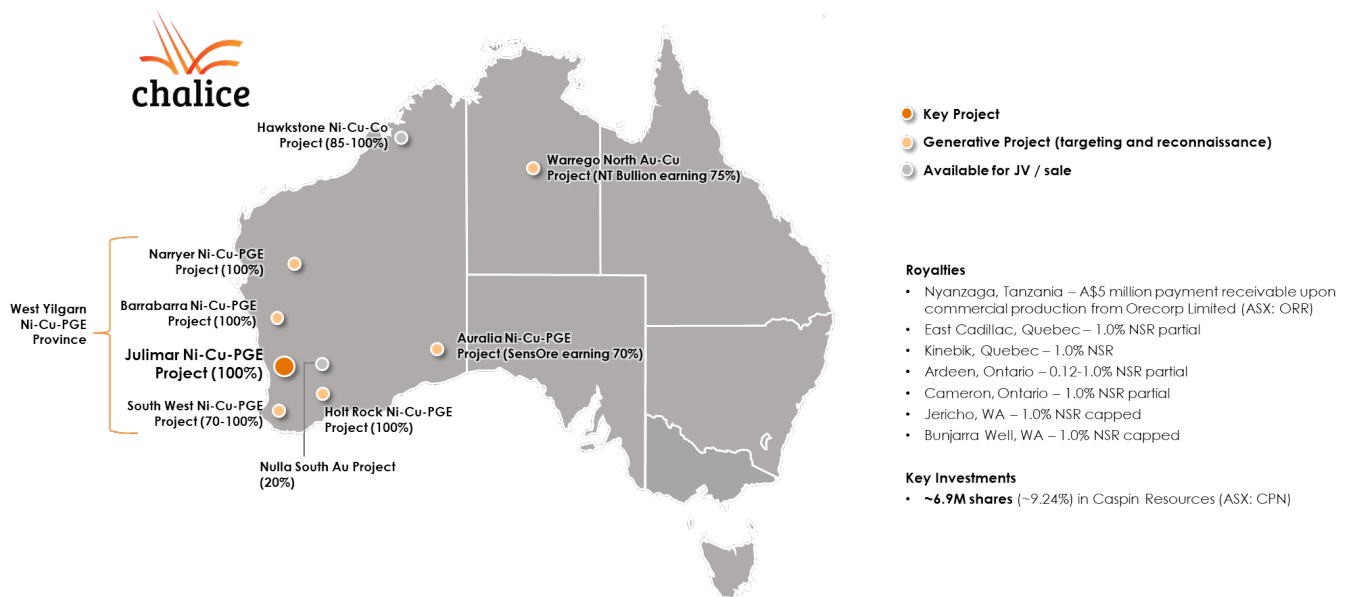 chalice
Hawkstone Ni-Cu-Co
Project (85-100%)
Warrego North Au-Cu
Project (NT Bullion earning 75%)
Narryer Ni-Cu-PGE
Project (100%)
West Yilgarn
Ni-Cu-PGE
Province
Barrabarra Ni-Cu-PGE
Project (100%)
Julimar Ni-Cu-PGE
Project (100%)
Auralia Ni-Cu-PGE
Project (SensOre earning 70%)
South West Ni-Cu-PGE
Project (70-100%)
Holt Rock Ni-Cu-PGE
Project (100%)
Nulla South Au Project
(20%)
Key Project
Generative Project (targeting and reconnaissance)
Available for JV / sale
Royalties
• Nyanzaga, Tanzania – A$5 million payment receivable upon
commercial production from Orecorp Limited (ASX: ORR)
• East Cadillac, Quebec – 1.0% NSR partial
• Kinebik, Quebec – 1.0% NSR
• Ardeen, Ontario – 0.12-1.0% NSR partial
• Cameron, Ontario – 1.0% NSR partial
• Jericho, WA – 1.0% NSR capped
• Bunjarra Well, WA – 1.0% NSR capped
Key Investments
• ~6.9M shares (~9.24%) in Caspin Resources (ASX: CPN)